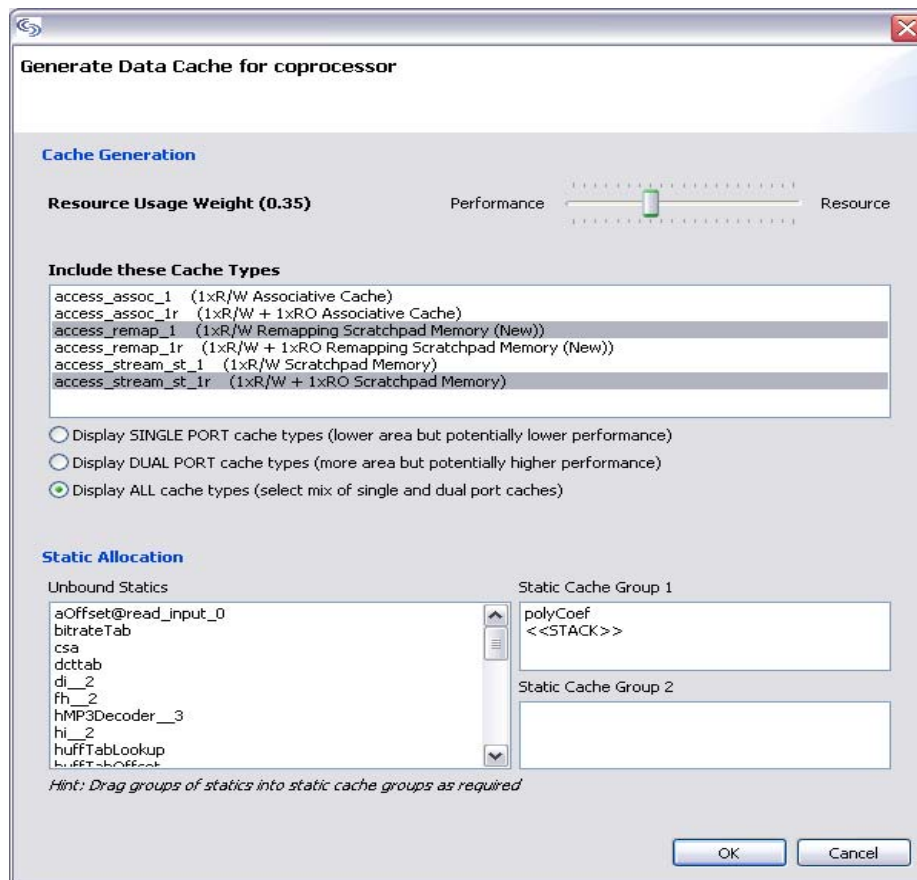 Generate Data Cache for coprocessor
Cache Generation
Resource Usage Weight (0.35) Performance Resource
Include these Cache Types
access_assoc_1 (1xR/W Associative Cache)
access_assoc_1r (1xR/W + 1xRO Associative Cache)
access_remap_1 (1xR/W Remapping Scratchpad Memory (New))
access_remap_1r (1xR/W + 1xRO Remapping Scratchpad Memory (New))
access_stream_st_1 (1xR/W Scratchpad Memory)
access_stream_st_1r (1xR/W + 1xRO Scratchpad Memory)
Display SINGLE PORT cache types (lower area but potentially lower performance)
Display DUAL PORT cache types (more area but potentially higher performance)
Display ALL cache types (select mix of single and dual port caches)
Static Allocation
Unbound Statics
aOffset@read_input_0
bitrateTab
csa
dcttab
di__2
fh__2
hMP3Decoder__3
hi__2
huffTabLookup
huffTabOffset
Static Cache Group 1
polyCoef
<<STACK>>
Static Cache Group 2
Hint: Drag groups of statics into static cache groups as required
OK Cancel